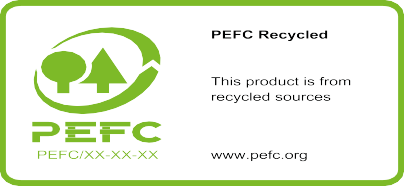 PEFC
PEFC/XX-XX-XX
PEFC Recycled
This product is from
recycled sources
www.pefc.org